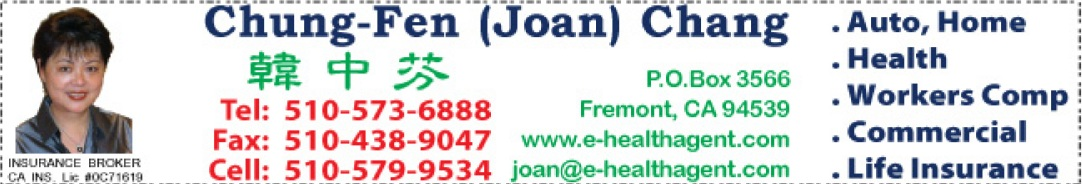 Chung-Fen (Joan) Chang
韓 中 芬
Tel: 510-573-6888
Fax: 510-438-9047
Cell: 510-579-9534
P.O.Box 3566
Fremont, CA 94539
www.e-healthagent.com
joan@e-healthagent.com
. Auto, Home
. Health
. Workers Comp
. Commercial
. Life Insurance
INSURANCE BROKER
CA INS. Lic #0C71619